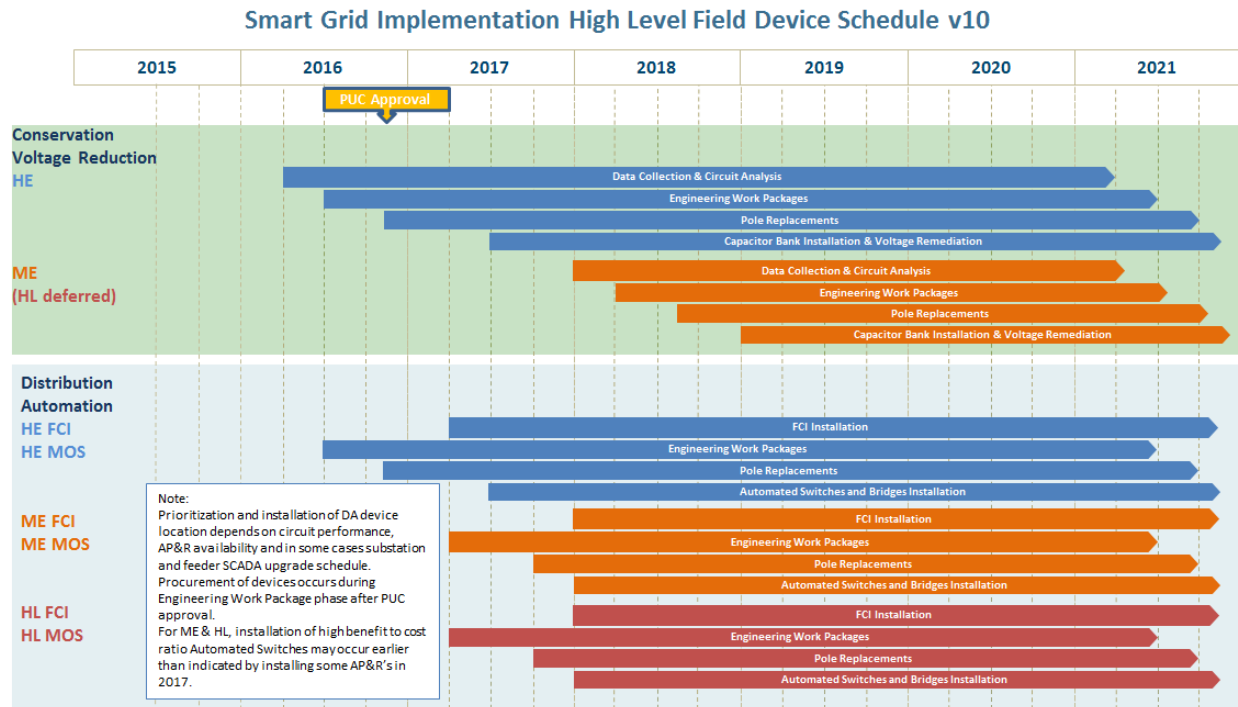 Smart Grid Implementation High Level Field Device Schedule v10
2015 2016 2017 2018 2019 2020 2021
PUC Approval
Conservation
Voltage Reduction
HE
Data Collection & Circuit Analysis
Engineering Work Packages
Pole Replacements
Capacitor Bank Installation & Voltage Remediation
ME
(HL deferred)
Data Collection & Circuit Analysis
Engineering Work Packages
Pole Replacements
Capacitor Bank Installation & Voltage Remediation
Distribution
Automation
HE FCI
HE MOS
FCI Installation
Engineering Work Packages
Pole Replacements
Automated Switches and Bridges Installation
ME FCI
ME MOS
FCI Installation
Engineering Work Packages
Pole Replacements
Automated Switches and Bridges Installation
HL FCI
HL MOS
FCI Installation
Engineering Work Packages
Pole Replacements
Automated Switches and Bridges Installation
Note:
Prioritization and installation of DA device
location depends on circuit performance,
AP&R availability and in some cases substation
and feeder SCADA upgrade schedule.
Procurement of devices occurs during
Engineering Work Package phase after PUC
approval.
For ME & HL, installation of high benefit to cost
ratio Automated Switches may occur earlier
than indicated by installing some AP&R's in
2017.